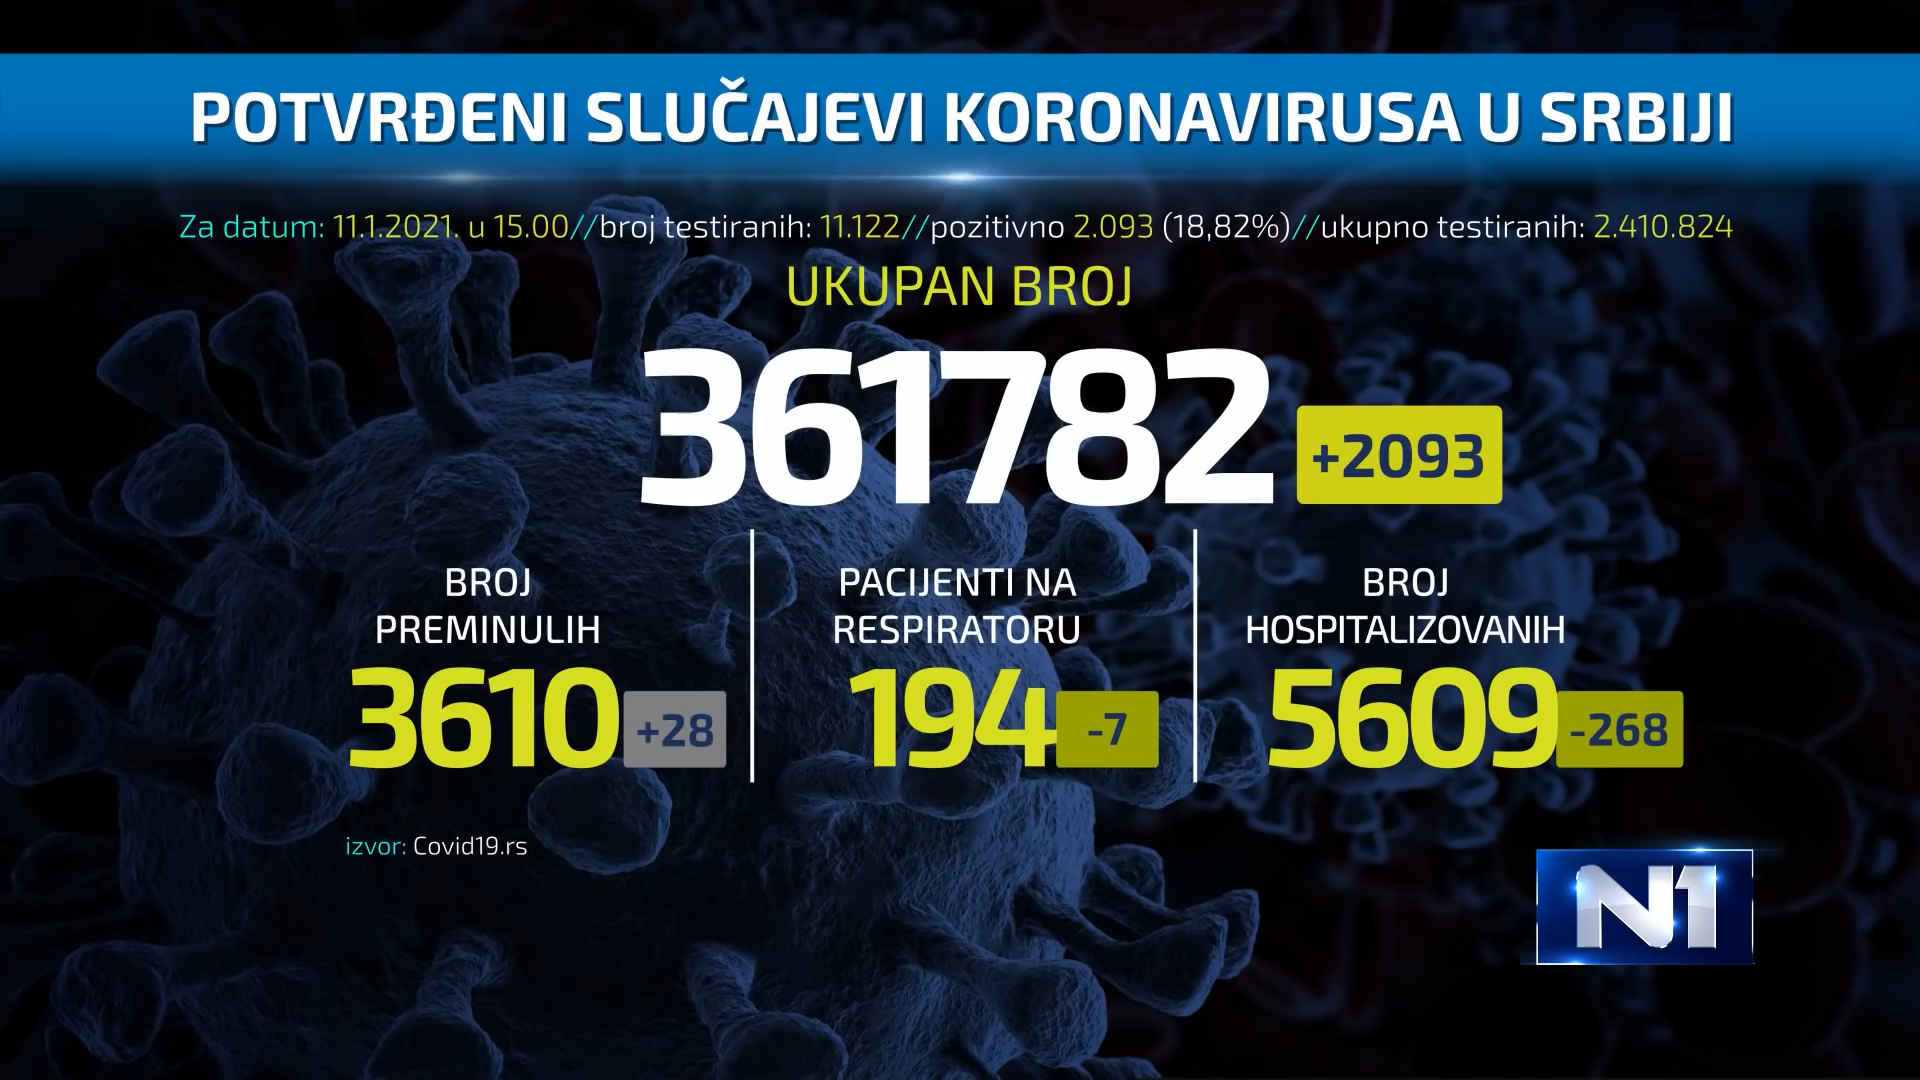 POTVRĐENI SLUČAJEVI KORONAVIRUSA U SRBIJI
Za datum: 11.1.2021. u 15.00//broj testiranih: 11.122//pozitivno 2.093 (18,82%)//ukupno testiranih: 2.410.824
UKUPAN BROJ
361782 +2093
BROJ
PREMINULIH
3610 +28
PACIJENTI NA
RESPIRATORU
194 -7
BROJ
HOSPITALIZOVANIH
5609 -268
izvor: Covid19.rs
N1